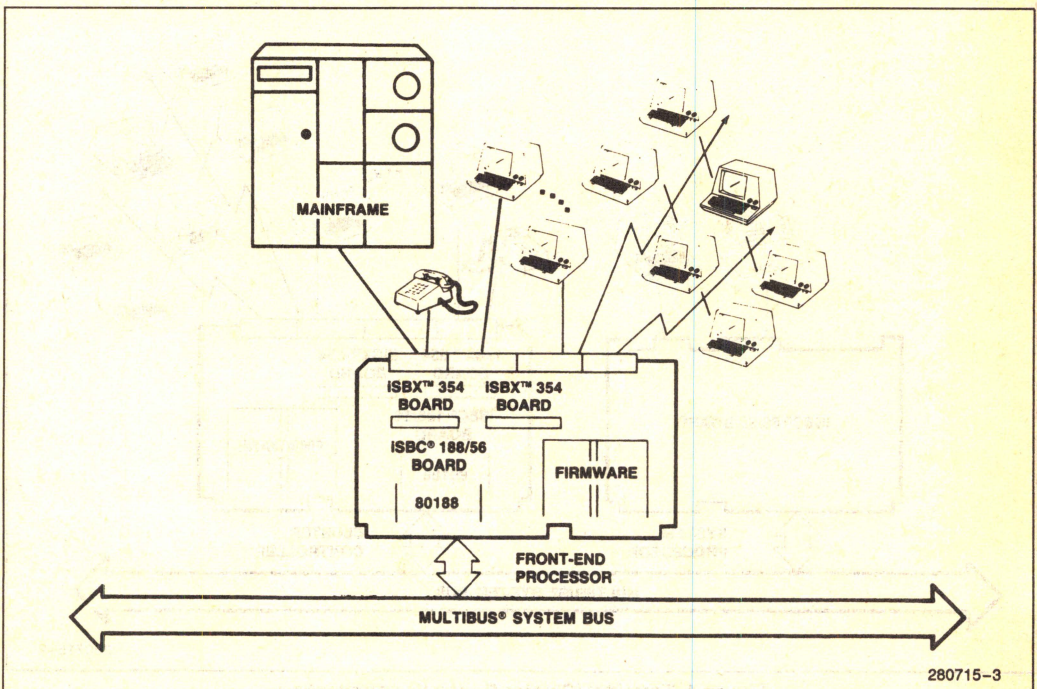 MAINFRAME
iSBX™ 354
BOARD
iSBX™ 354
BOARD
iSBC® 188/56
BOARD
80188
FIRMWARE
FRONT-END
PROCESSOR
MULTIBUS® SYSTEM BUS
280715-3